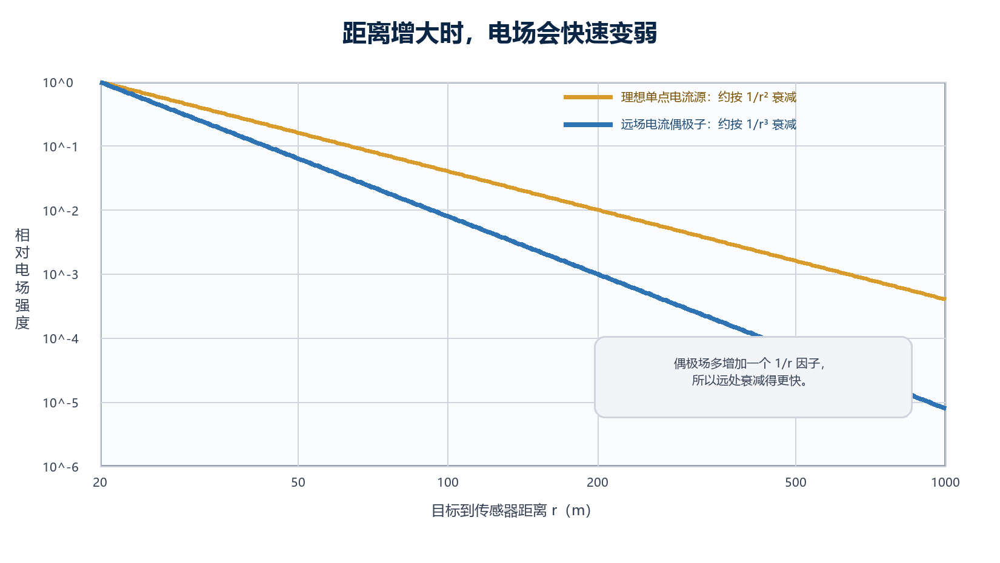 距离增大时，电场会快速变弱
10^0
10^-1
10^-2
10^-3
10^-4
10^-5
10^-6
相对电场强度
理想单点电流源：约按 1/r² 衰减
远场电流偶极子：约按 1/r³ 衰减
偶极场多增加一个 1/r 因子，
所以远处衰减得更快。
20 50 100 200 500 1000
目标到传感器距离 r（m）